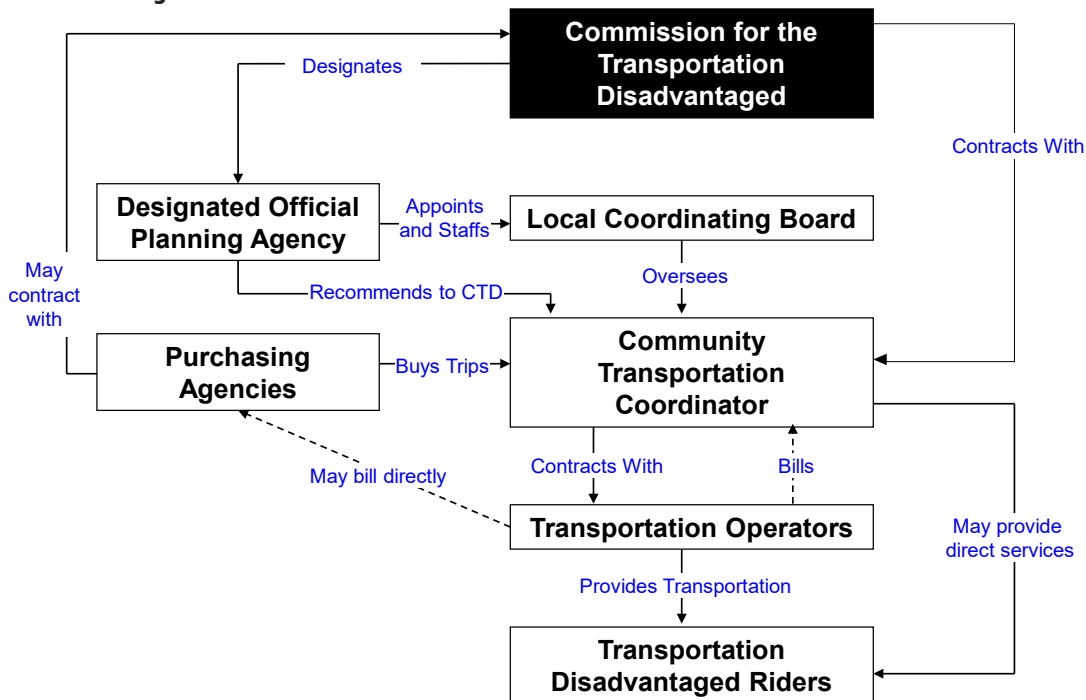 Commission for the
Transportation
Disadvantaged
Designates
Contracts With
Designated Official
Planning Agency
Appoints
and Staffs
Local Coordinating Board
May
contract
with
Recommends to CTD
Oversees
Purchasing
Agencies
Buys Trips
Community
Transportation
Coordinator
May bill directly
Contracts With
Bills
Transportation Operators
May provide
direct services
Provides Transportation
Transportation
Disadvantaged Riders